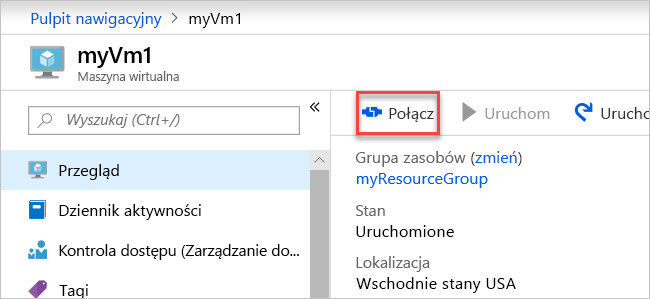 Pulpit nawigacyjny > myVm1
myVm1
Maszyna wirtualna
Wyszukaj (Ctrl+/)
«
Przegląd
Dziennik aktywności
Kontrola dostępu (Zarządzanie do...
Tagi
Połącz
Uruchom
Urucho
Grupa zasobów (zmień)
myResourceGroup
Stan
Uruchomione
Lokalizacja
Wschodnie stany USA